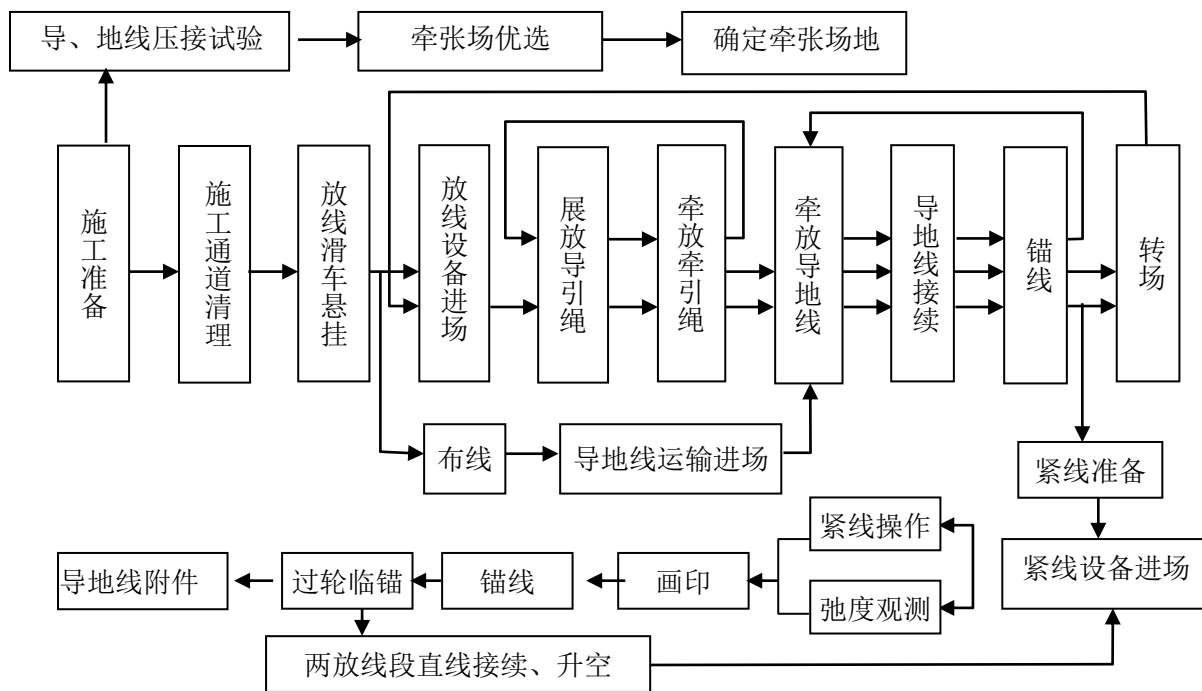 导、地线压接试验
牵张场优选
确定牵张场地
施工准备
施工通道清理
放线滑车悬挂
放线设备进场
展放导引绳
牵放牵引绳
牵放导地线
导地线接续
锚线
转场
布线
导地线运输进场
紧线准备
紧线操作
导地线附件
过轮临锚
锚线
画印
弛度观测
紧线设备进场
两放线段直线接续、升空